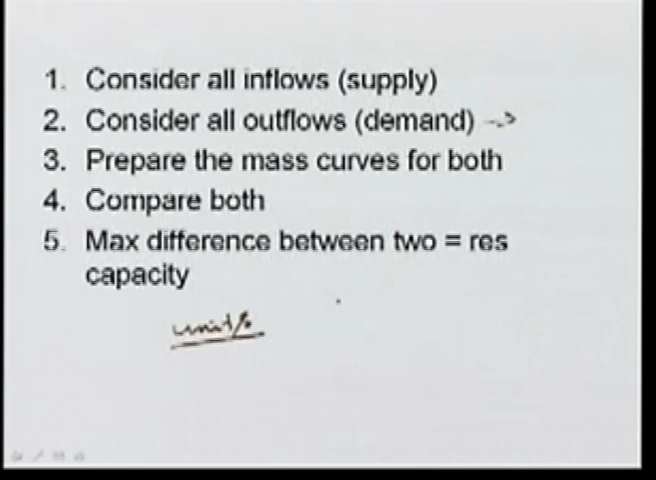 1. Consider all inflows (supply)
2. Consider all outflows (demand) -->
3. Prepare the mass curves for both
4. Compare both
5. Max difference between two = res
capacity
units